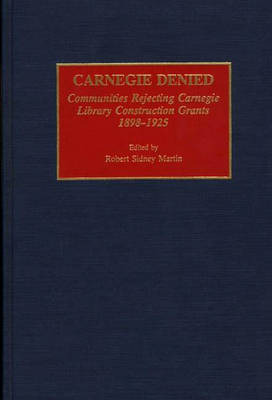 CARNEGIE DENIED
Communities Rejecting Carnegie
Library Construction Grants
1898-1925
Edited by
Robert Sidney Martin